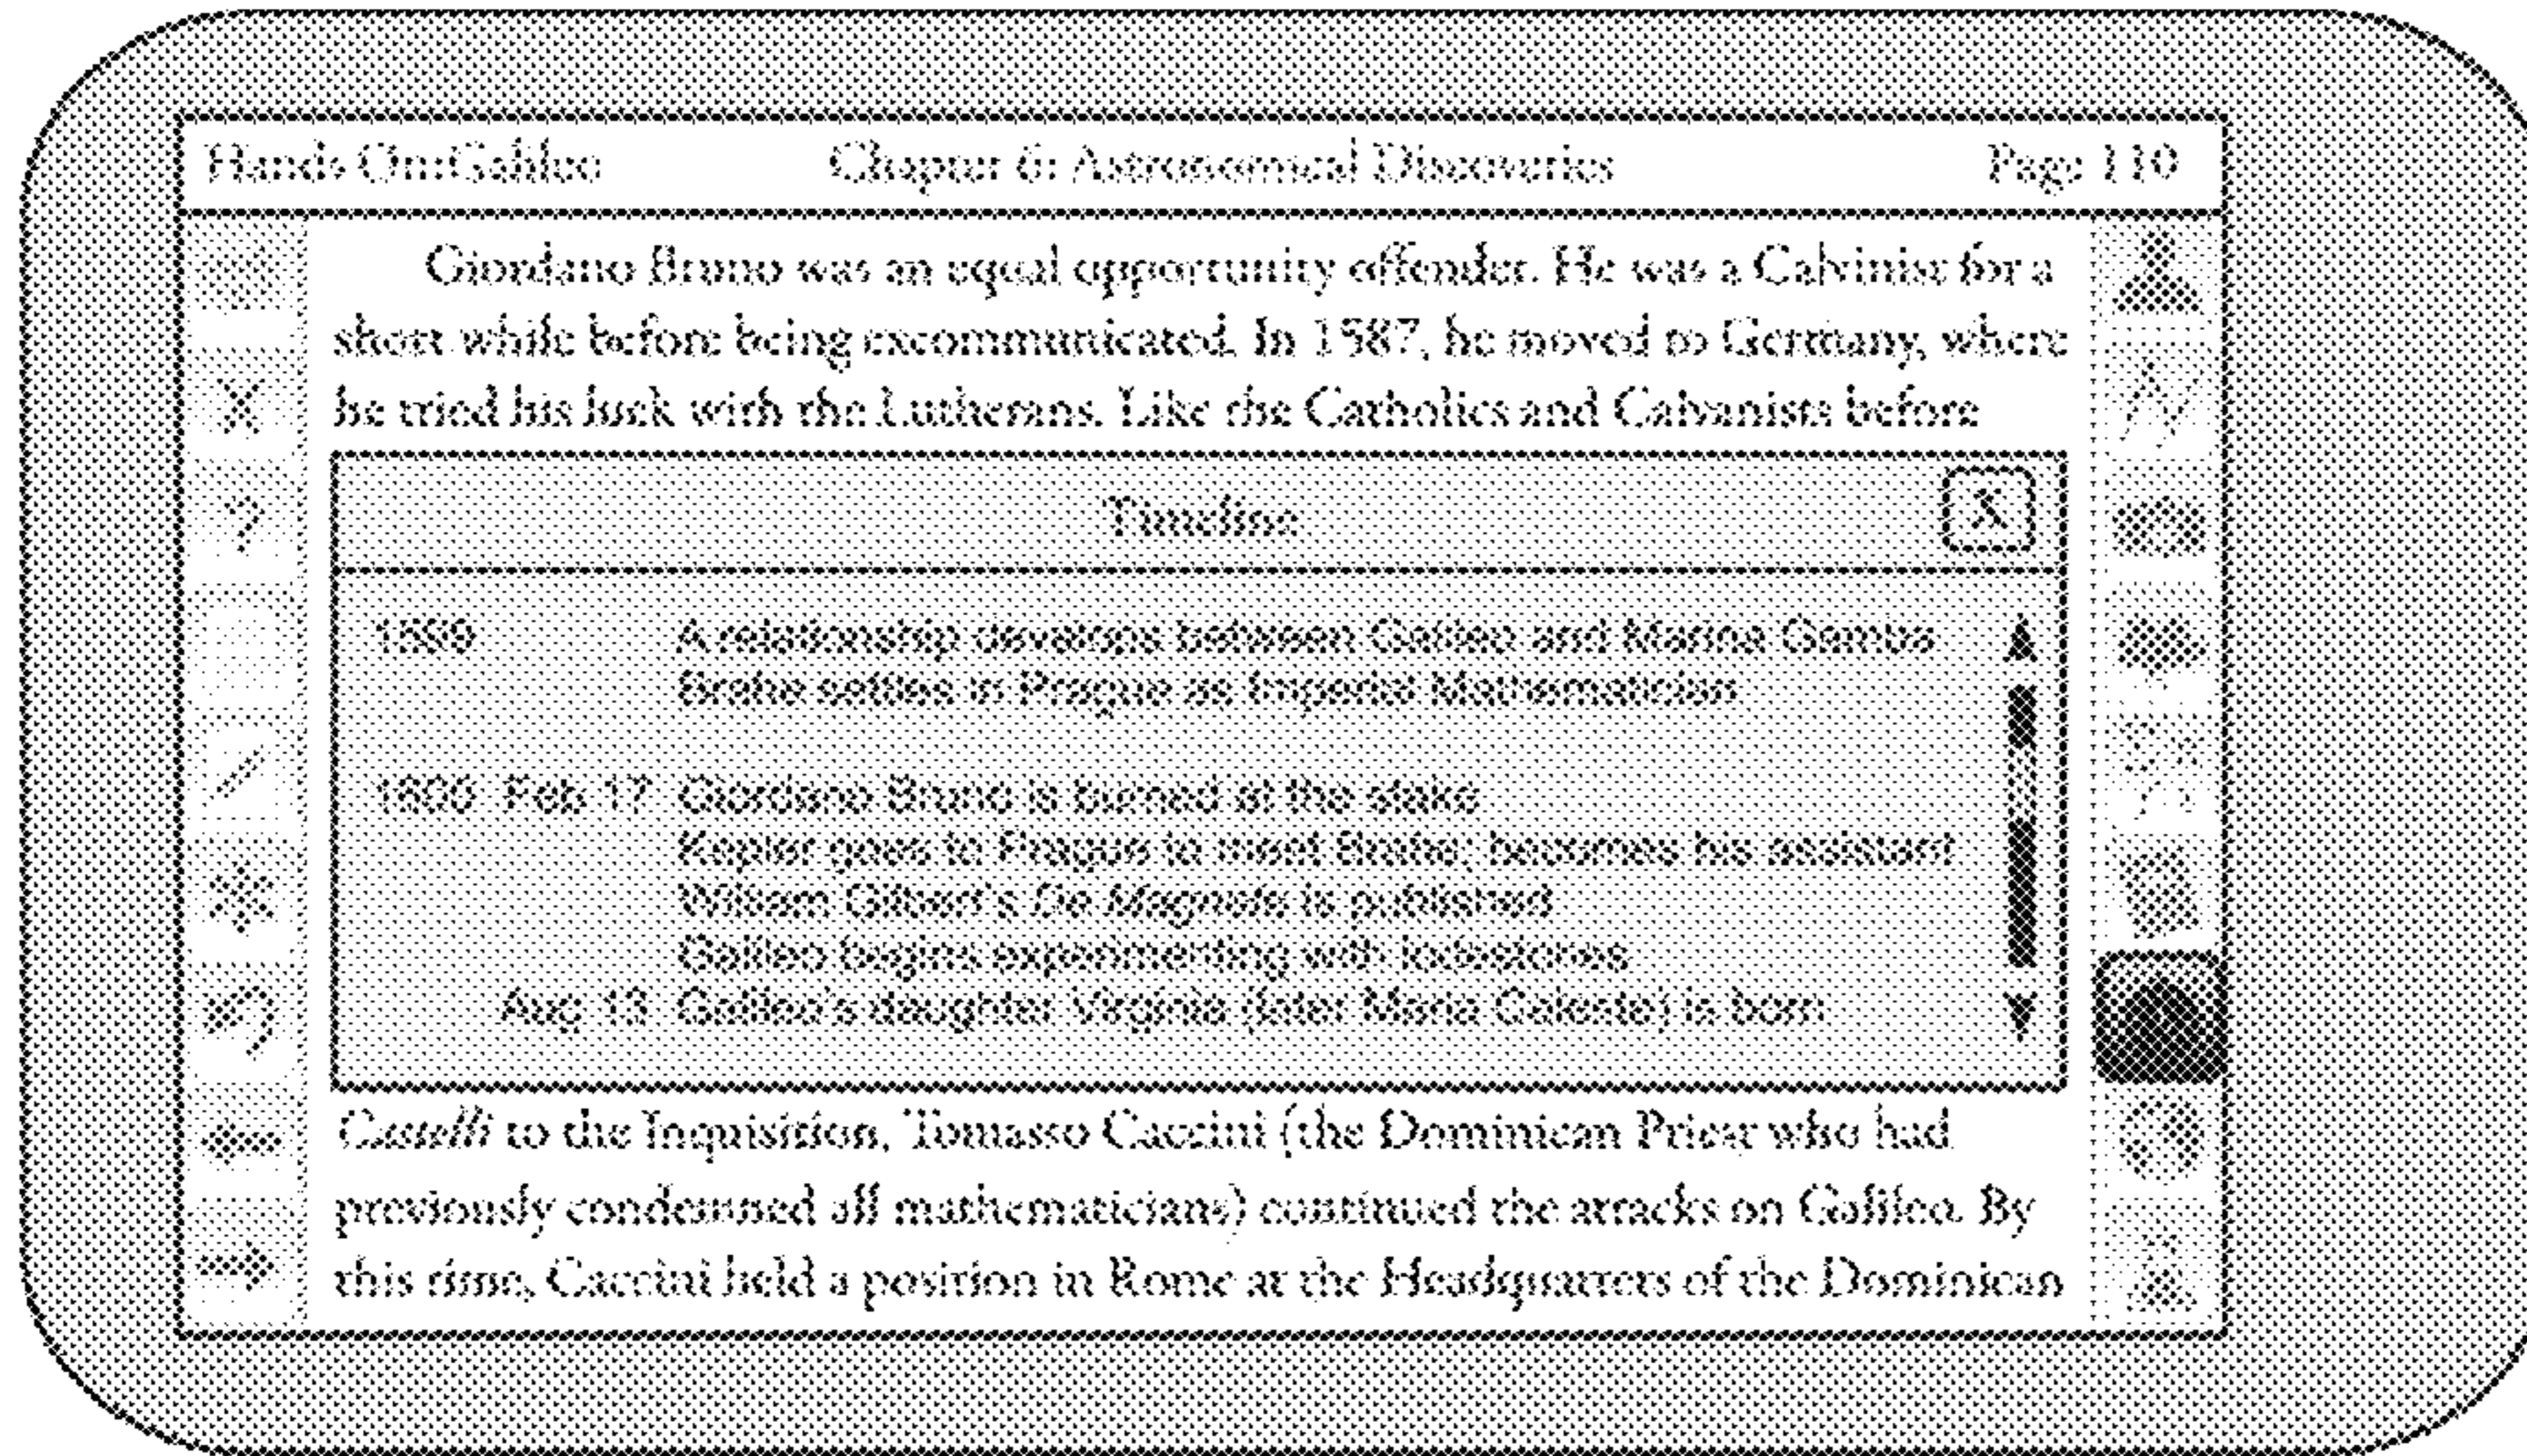 Hands On:Galileo Chapter 6: Astronomical Discoveries Page 110
Giordano Bruno was an equal opportunity offender. He was a Calvinist for a
short while before being excommunicated. In 1587, he moved to Germany, where
he tried his luck with the Lutherans. Like the Catholics and Calvanists before
Timeline X
1599 A relationship develops between Galileo and Marina Gamba
Brahe settles in Prague as Imperial Mathematician
1600 Feb 17 Giordano Bruno is burned at the stake
Kepler goes to Prague to meet Brahe; becomes his assistant
William Gilbert's De Magnete is published
Galileo begins experimenting with lodestones
Aug 13 Galileo's daughter Virginia (later Maria Celeste) is born
Castelli to the Inquisition, Tomasso Caccini (the Dominican Priest who had
previously condemned all mathematicians) continued the attacks on Galileo. By
this time, Caccini held a position in Rome at the Headquarters of the Dominican